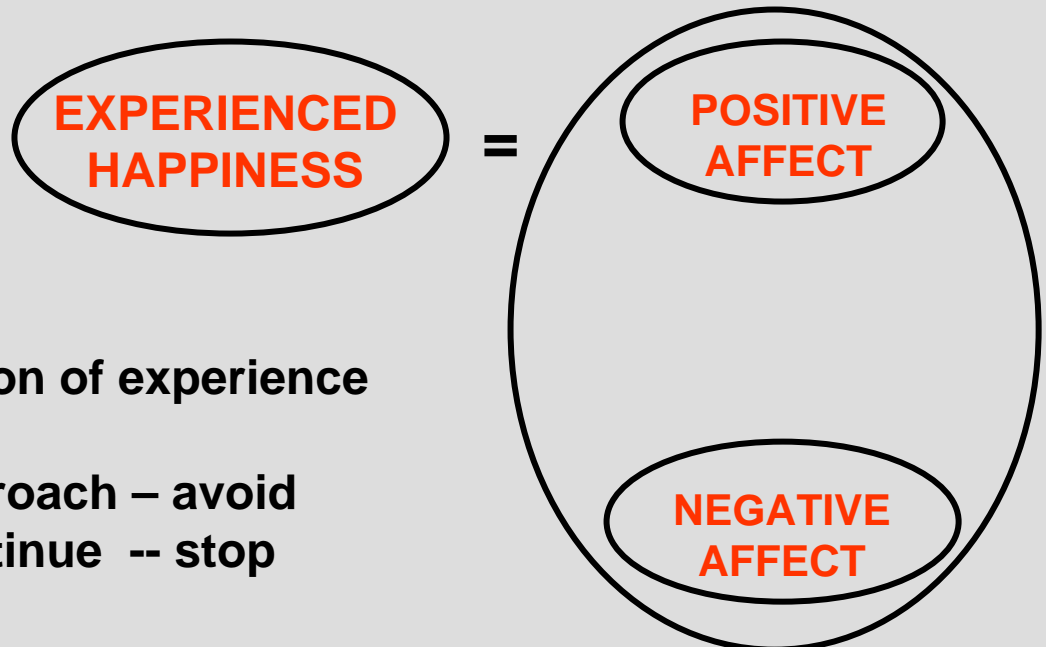 EXPERIENCED
HAPPINESS
=
POSITIVE
AFFECT
on of experience
roach – avoid
tinue -- stop
NEGATIVE
AFFECT